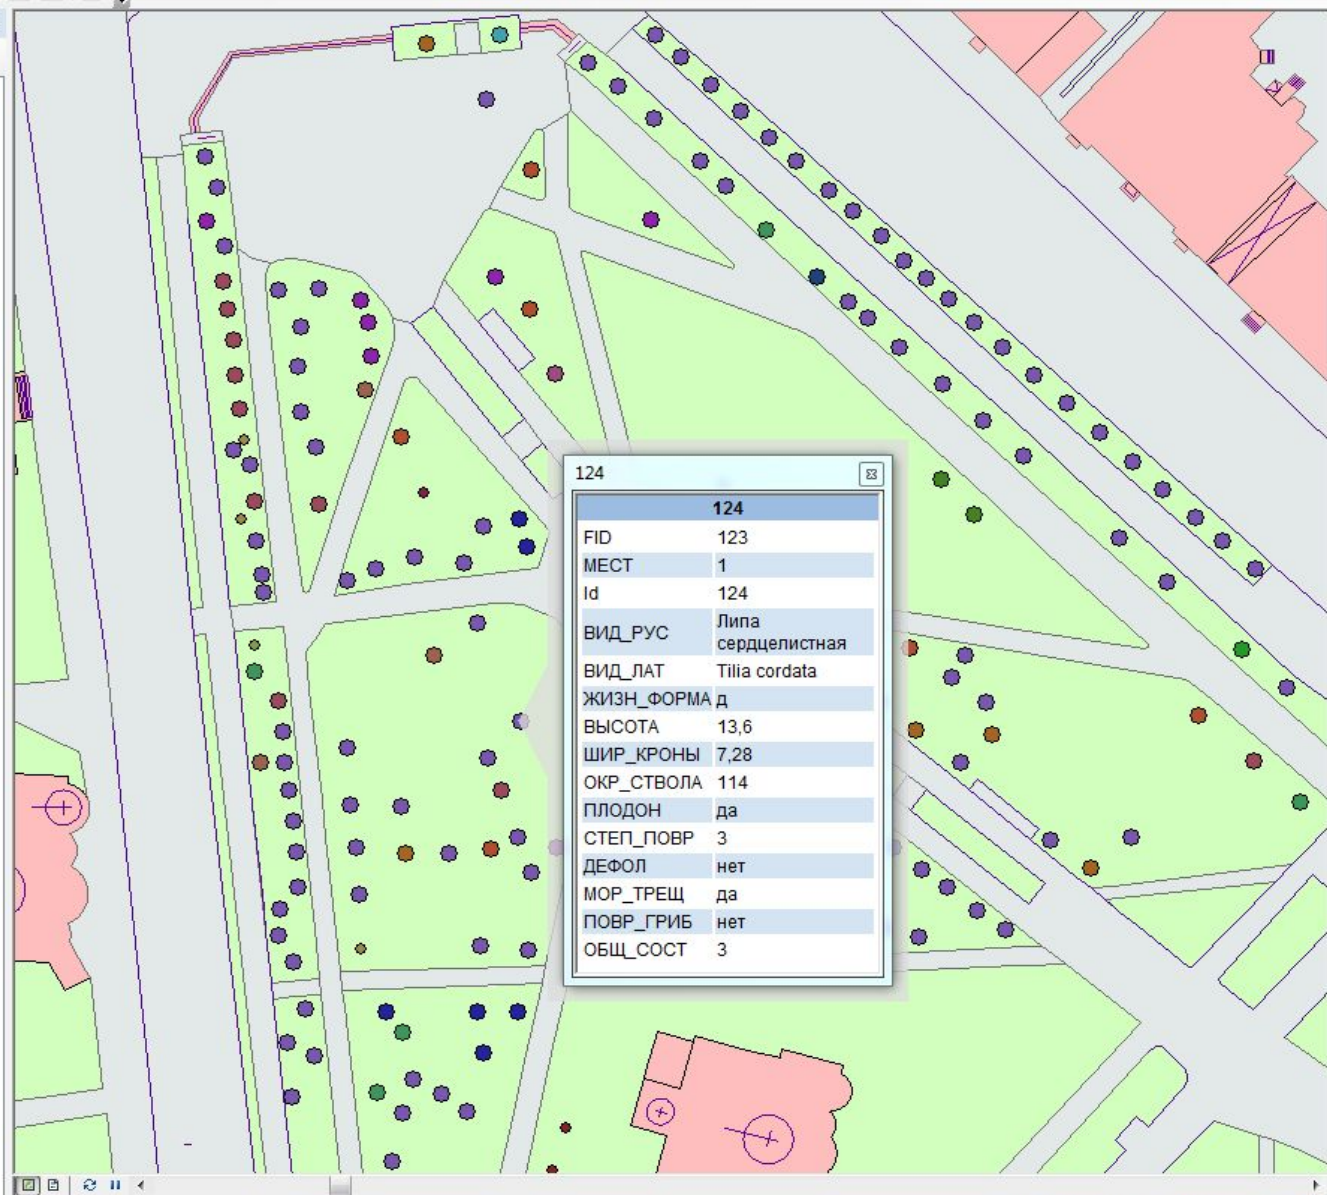 124
124
FID 123
МЕСТ 1
Id 124
ВИД_РУС Липа
сердцелистная
ВИД_ЛАТ Tilia cordata
ЖИЗН_ФОРМА д
ВЫСОТА 13,6
ШИР_КРОНЫ 7,28
ОКР_СТВОЛА 114
ПЛОДОН да
СТЕП_ПОВР 3
ДЕФОЛ нет
МОР_ТРЕЩ да
ПОВР_ГРИБ нет
ОБЩ_СОСТ 3